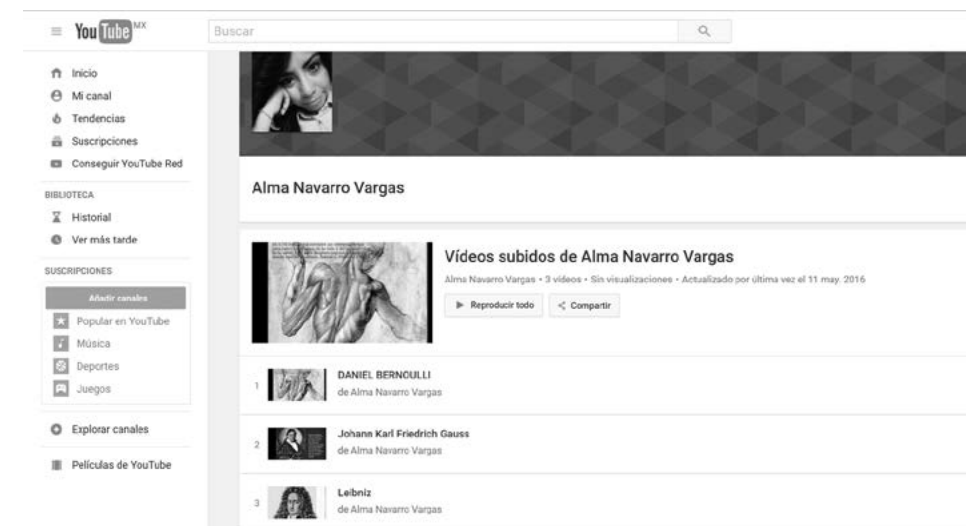 YouTube MX
Buscar
Inicio
Mi canal
Tendencias
Suscripciones
Conseguir YouTube Red
BIBLIOTECA
Historial
Ver más tarde
SUSCRIPCIONES
Añadir canales
Popular en YouTube
Música
Deportes
Juegos
Explorar canales
Películas de YouTube
Alma Navarro Vargas
Vídeos subidos de Alma Navarro Vargas
Alma Navarro Vargas • 3 vídeos • Sin visualizaciones • Actualizado por última vez el 11 may. 2016
Reproducir todo
Compartir
1
DANIEL BERNOULLI
de Alma Navarro Vargas
2
Johann Karl Friedrich Gauss
de Alma Navarro Vargas
3
Leibniz
de Alma Navarro Vargas